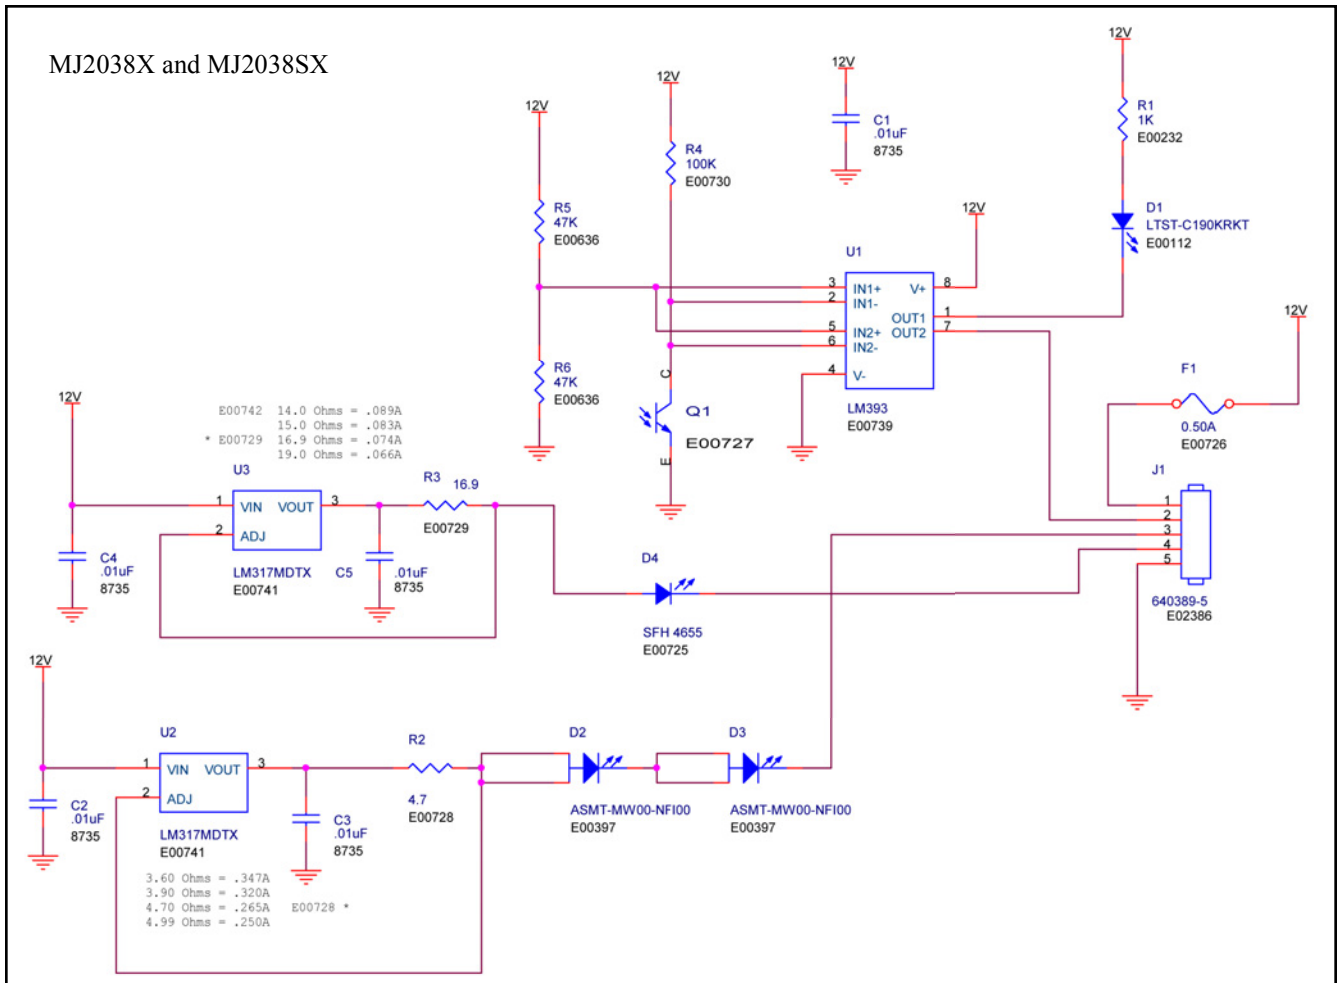 MJ2038X and MJ2038SX
12V
R1
1K
E00232
D1
LTST-C190KRKT
E00112
12V
C1
.01uF
8735
12V
R4
100K
E00730
12V
R5
47K
E00636
R6
47K
E00636
12V
U1
3 IN1+ V+ 8
2 IN1-
OUT1 1
5 IN2+ OUT2 7
6 IN2-
4 V-
LM393
E00739
C
Q1
E00727
E
12V
F1
0.50A
E00726
J1
1
2
3
4
5
640389-5
E02386
12V
E00742 14.0 Ohms = .089A
15.0 Ohms = .083A
* E00729 16.9 Ohms = .074A
19.0 Ohms = .066A
U3
1 VIN VOUT 3
2 ADJ
LM317MDTX
E00741
R3
16.9
E00729
C4
.01uF
8735
C5
.01uF
8735
D4
SFH 4655
E00725
12V
U2
1 VIN VOUT 3
2 ADJ
LM317MDTX
E00741
R2
4.7
E00728
C2
.01uF
8735
C3
.01uF
8735
D2
ASMT-MW00-NFI00
E00397
D3
ASMT-MW00-NFI00
E00397
3.60 Ohms = .347A
3.90 Ohms = .320A
4.70 Ohms = .265A E00728 *
4.99 Ohms = .250A